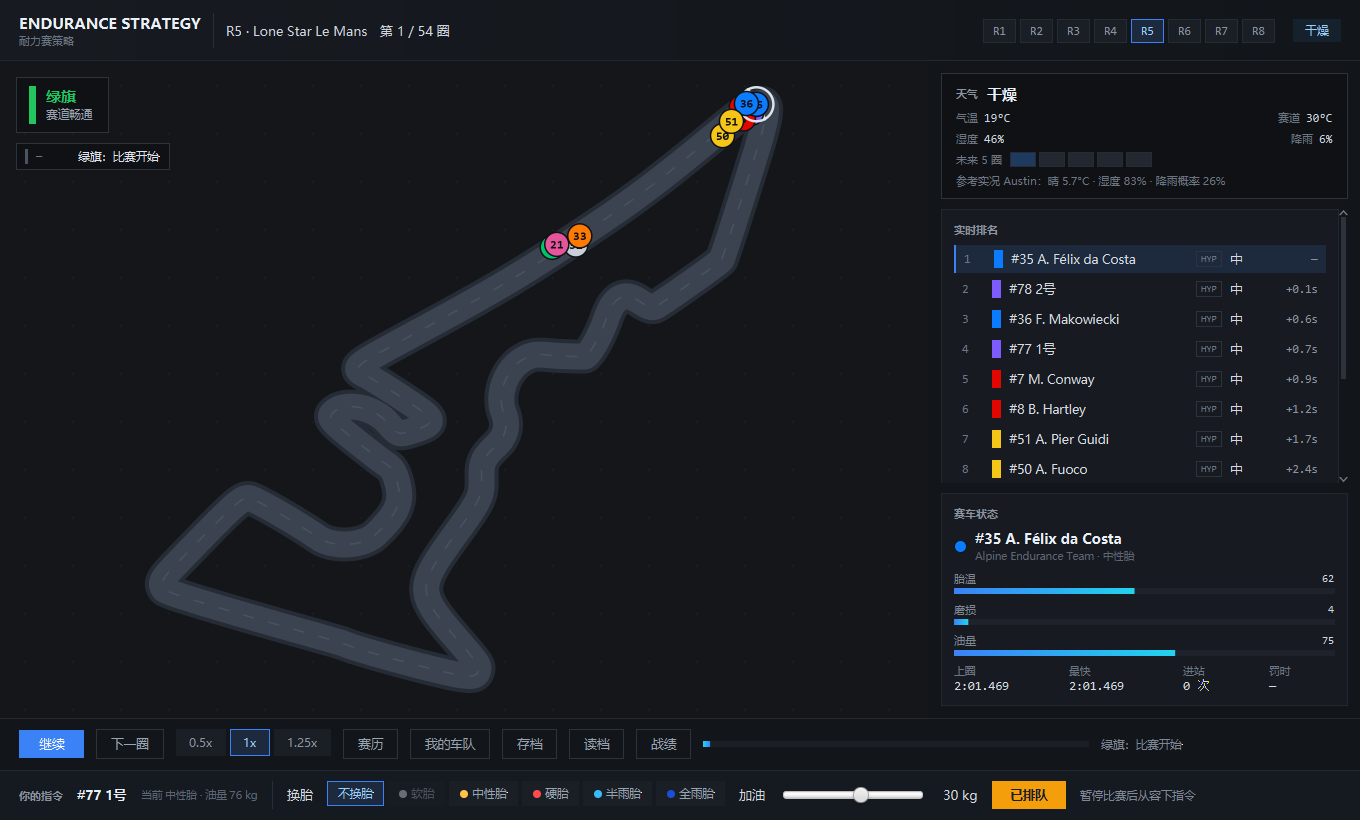 ENDURANCE STRATEGY
耐力赛策略
R5 · Lone Star Le Mans 第 1 / 54 圈
R1 R2 R3 R4 R5 R6 R7 R8 干燥
绿旗
赛道畅通
— 绿旗：比赛开始
36
51
50
21
33
天气 干燥
气温 19°C 赛道 30°C
湿度 46% 降雨 6%
未来 5 圈
参考实况 Austin：晴 5.7°C · 湿度 83% · 降雨概率 26%
实时排名
1 #35 A. Félix da Costa HYP 中 —
2 #78 2号 HYP 中 +0.1s
3 #36 F. Makowiecki HYP 中 +0.6s
4 #77 1号 HYP 中 +0.7s
5 #7 M. Conway HYP 中 +0.9s
6 #8 B. Hartley HYP 中 +1.2s
7 #51 A. Pier Guidi HYP 中 +1.7s
8 #50 A. Fuoco HYP 中 +2.4s
赛车状态
#35 A. Félix da Costa
Alpine Endurance Team · 中性胎
胎温 62
磨损 4
油量 75
上圈 最快 进站 罚时
2:01.469 2:01.469 0 次 —
继续 下一圈 0.5x 1x 1.25x 赛历 我的车队 存档 读档 战绩 绿旗：比赛开始
你的指令 #77 1号 当前 中性胎 · 油量 76 kg 换胎 不换胎 软胎 中性胎 硬胎 半雨胎 全雨胎 加油 30 kg 已排队 暂停比赛后从容下指令